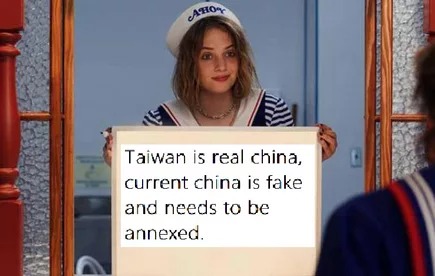 AHOY
Taiwan is real china,
current china is fake
and needs to be
annexed.